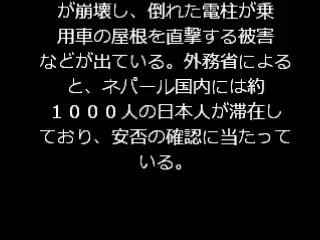 が崩壊し、倒れた電柱が乗
用車の屋根を直撃する被害
などが出ている。外務省による
と、ネパール国内には約
１０００人の日本人が滞在し
ており、安否の確認に当たって
いる。